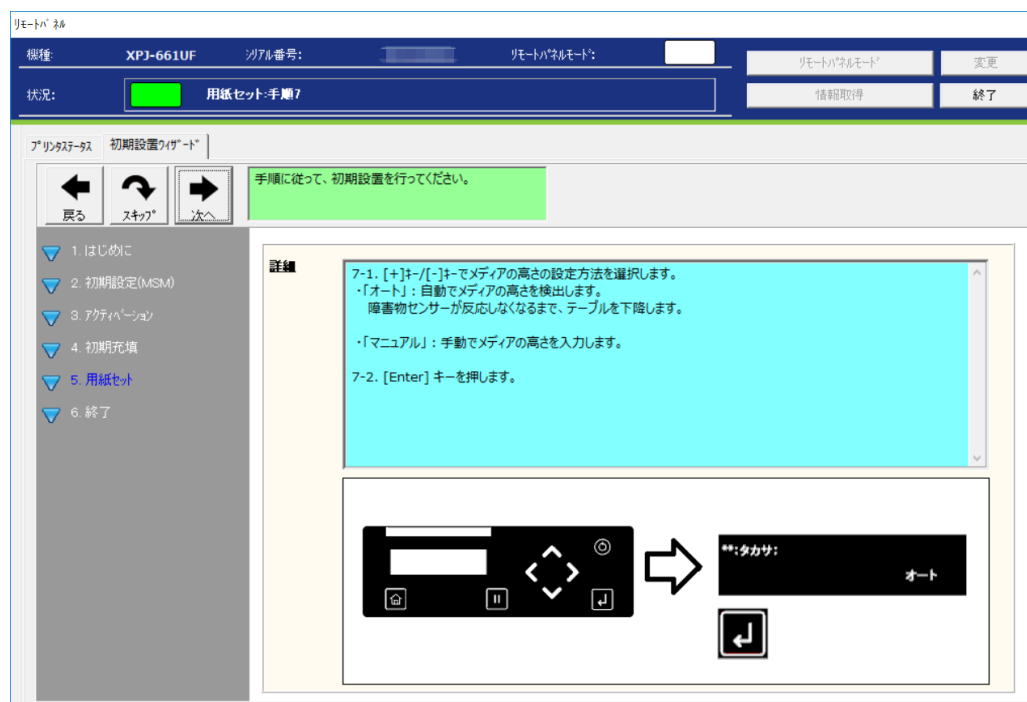 リモートパネル
機種:
XPJ-661UF
シリアル番号:
リモートパネルモード:
リモートパネルモード
変更
状況:
用紙セット:手順7
情報取得
終了
プリンタステータス
初期設置ウィザード
戻る
スキップ
次へ
手順に従って、初期設置を行ってください。
1. はじめに
2. 初期設定(MSM)
3. アクティベーション
4. 初期充填
5. 用紙セット
6. 終了
詳細
7-1. [+]キー/[-]キーでメディアの高さの設定方法を選択します。
・「オート」: 自動でメディアの高さを検出します。
障害物センサーが反応しなくなるまで、テーブルを下降します。
・「マニュアル」: 手動でメディアの高さを入力します。
7-2. [Enter] キーを押します。
**:タカサ:
オート